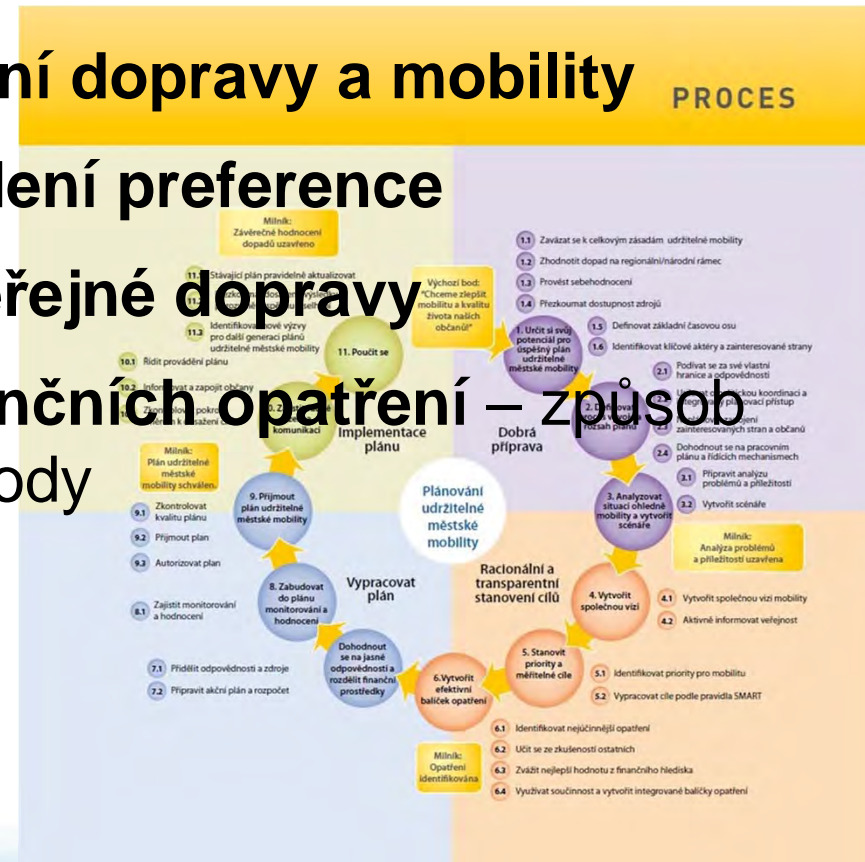 ní dopravy a mobility
PROCES
lení preference
řejné dopravy
nčních opatření – způsob
ody
Milník:
Závěrečné hodnocení
dopadů uzavřeno
11.1 Stávající plán pravidelně aktualizovat
11.3 Identifikovat nové výzvy
pro další generaci plánů
udržitelné městské mobility
Výchozí bod:
"Chceme zlepšit
mobilitu a kvalitu
života našich
občanů!"
1.1 Zavázat se k celkovým zásadám udržitelné mobility
1.2 Zhodnotit dopad na regionální/národní rámec
1.3 Provést sebehodnocení
1.4 Přezkoumat dostupnost zdrojů
1.5 Definovat základní časovou osu
1.6 Identifikovat klíčové aktéry a zainteresované strany
1. Určit si svůj
potenciál pro
úspěšný plán
udržitelné
městské mobility
11. Poučit se
10.1 Řídit provádění plánu
10.2 Informovat a zapojit občany
komunikaci
Implementace
plánu
Dobrá
příprava
2.1 Podívat se za své vlastní
hranice a odpovědnosti
plánovací přístup
2.3
zainteresovaných stran a občanů
2.4 Dohodnout se na pracovním
plánu a řídících mechanismech
2. Definovat
rozsah plánu
Milník:
Plán udržitelné
městské
mobility schválen.
9. Přijmout
plán udržitelné
městské mobility
Plánování
udržitelné
městské
mobility
3. Analyzovat
situaci ohledně
mobility a vytvořit
scénáře
3.1 Připravit analýzu
problémů a příležitostí
3.2 Vytvořit scénáře
9.1 Zkontrolovat
kvalitu plánu
9.2 Přijmout plan
9.3 Autorizovat plan
Milník:
Analýza problémů
a příležitostí uzavřena
8. Zabudovat
do plánu
monitorování a
hodnocení
Vypracovat
plán
Racionální a
transparentní
stanovení cílů
4. Vytvořit
společnou vizi
4.1 Vytvořit společnou vizi mobility
4.2 Aktivně informovat veřejnost
8.1 Zajistit monitorování
a hodnocení
Dohodnout
se na jasné
odpovědnosti a
rozdělit finanční
prostředky
6.Vytvořit
efektivní
balíček opatření
5. Stanovit
priority a
měřitelné cíle
5.1 Identifikovat priority pro mobilitu
5.2 Vypracovat cíle podle pravidla SMART
7.1 Přidělit odpovědnosti a zdroje
7.2 Připravit akční plán a rozpočet
Milník:
Opatření
identifikována
6.1 Identifikovat nejúčinnější opatření
6.2 Učit se ze zkušeností ostatních
6.3 Zvážit nejlepší hodnotu z finančního hlediska
6.4 Využívat součinnost a vytvořit integrované balíčky opatření